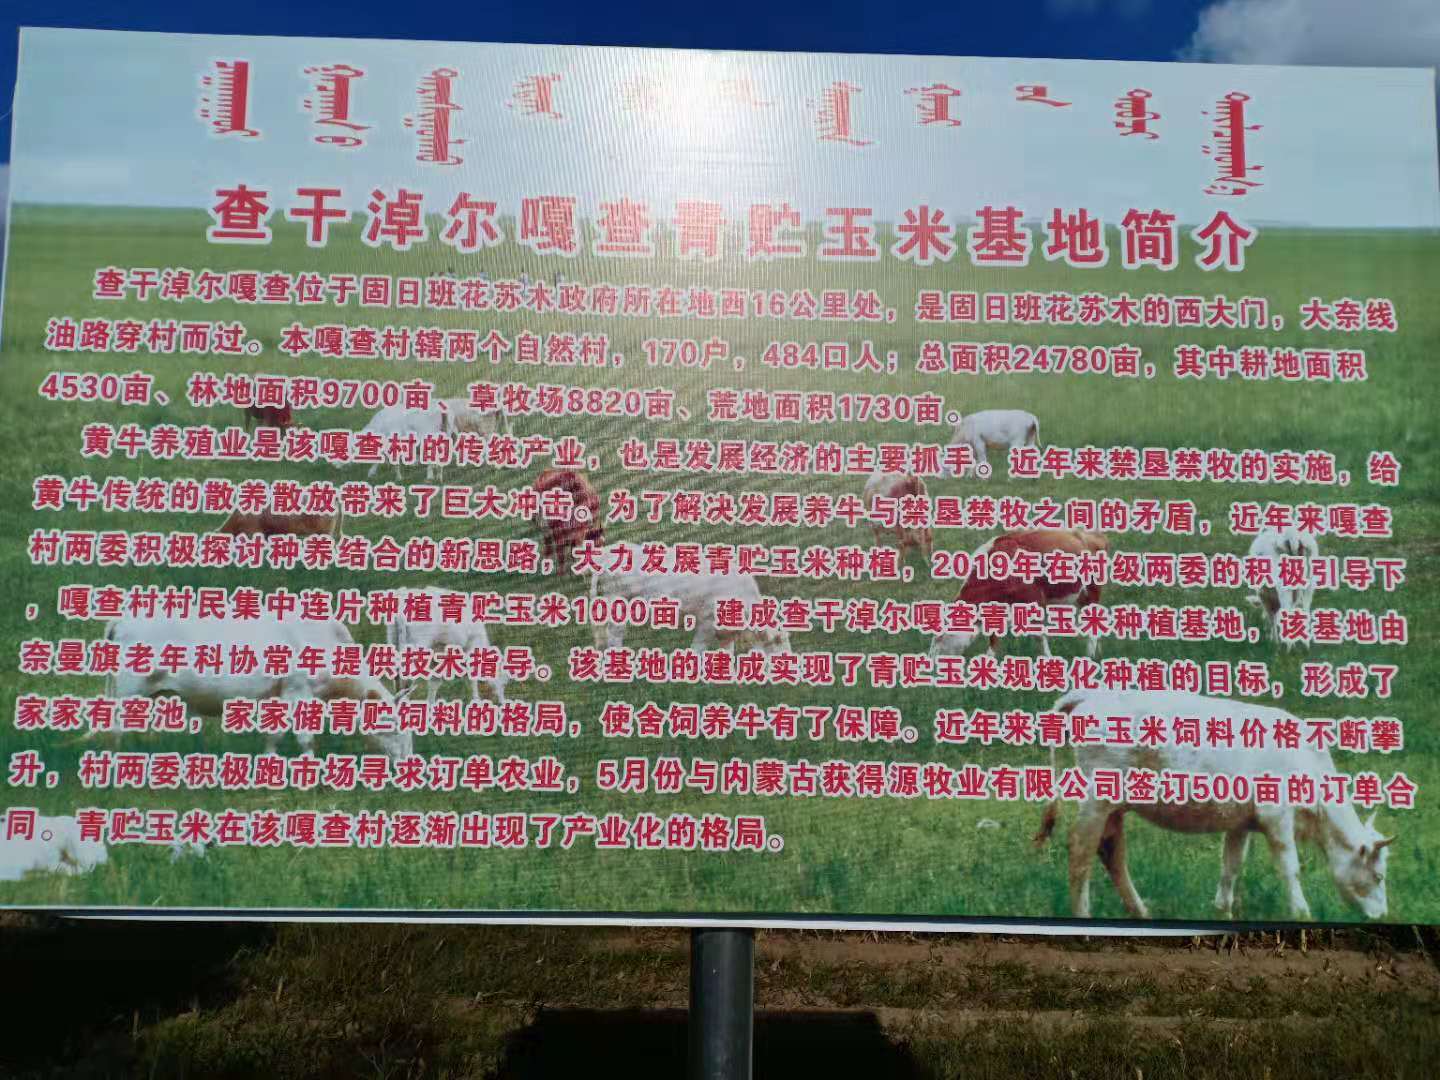 查干淖尔嘎查青贮玉米基地简介
查干淖尔嘎查位于固日班花苏木政府所在地西16公里处，是固日班花苏木的西大门，大奈线
油路穿村而过。本嘎查村辖两个自然村，170户，484口人；总面积24780亩，其中耕地面积
4530亩、林地面积9700亩、草牧场8820亩、荒地面积1730亩。
黄牛养殖业是该嘎查村的传统产业，也是发展经济的主要抓手。近年来禁垦禁牧的实施，给
黄牛传统的散养散放带来了巨大冲击。为了解决发展养牛与禁垦禁牧之间的矛盾，近年来嘎查
村两委积极探讨种养结合的新思路，大力发展青贮玉米种植，2019年在村级两委的积极引导下
，嘎查村村民集中连片种植青贮玉米1000亩，建成查干淖尔嘎查青贮玉米种植基地，该基地由
奈曼旗老年科协常年提供技术指导。该基地的建成实现了青贮玉米规模化种植的目标，形成了
家家有窖池，家家储青贮饲料的格局，使舍饲养牛有了保障。近年来青贮玉米饲料价格不断攀
升，村两委积极跑市场寻求订单农业，5月份与内蒙古获得源牧业有限公司签订500亩的订单合
同。青贮玉米在该嘎查村逐渐出现了产业化的格局。